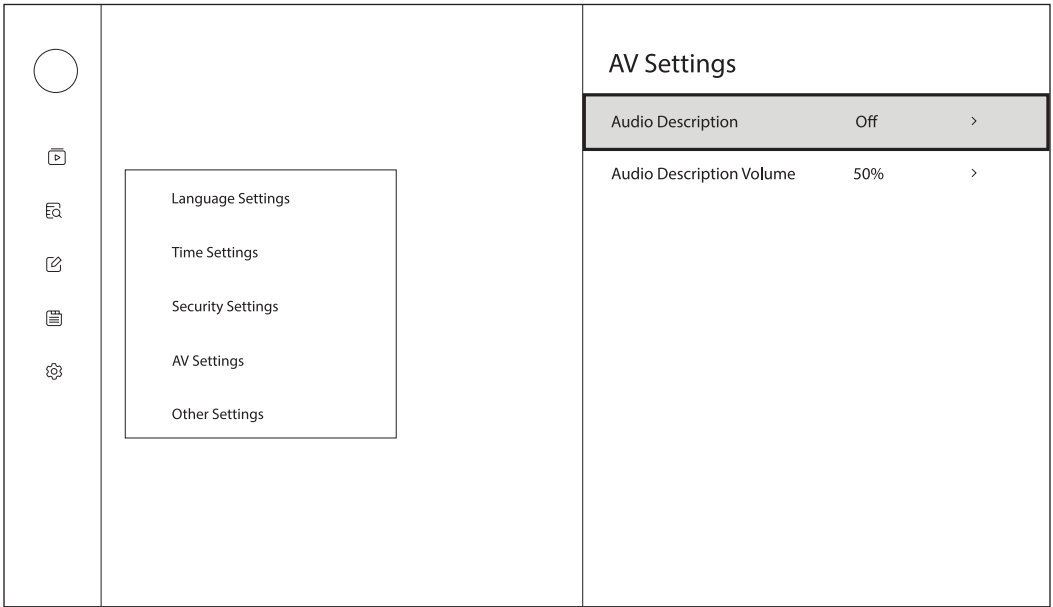 Language Settings
Time Settings
Security Settings
AV Settings
Other Settings
AV Settings
Audio Description Off >
Audio Description Volume 50% >